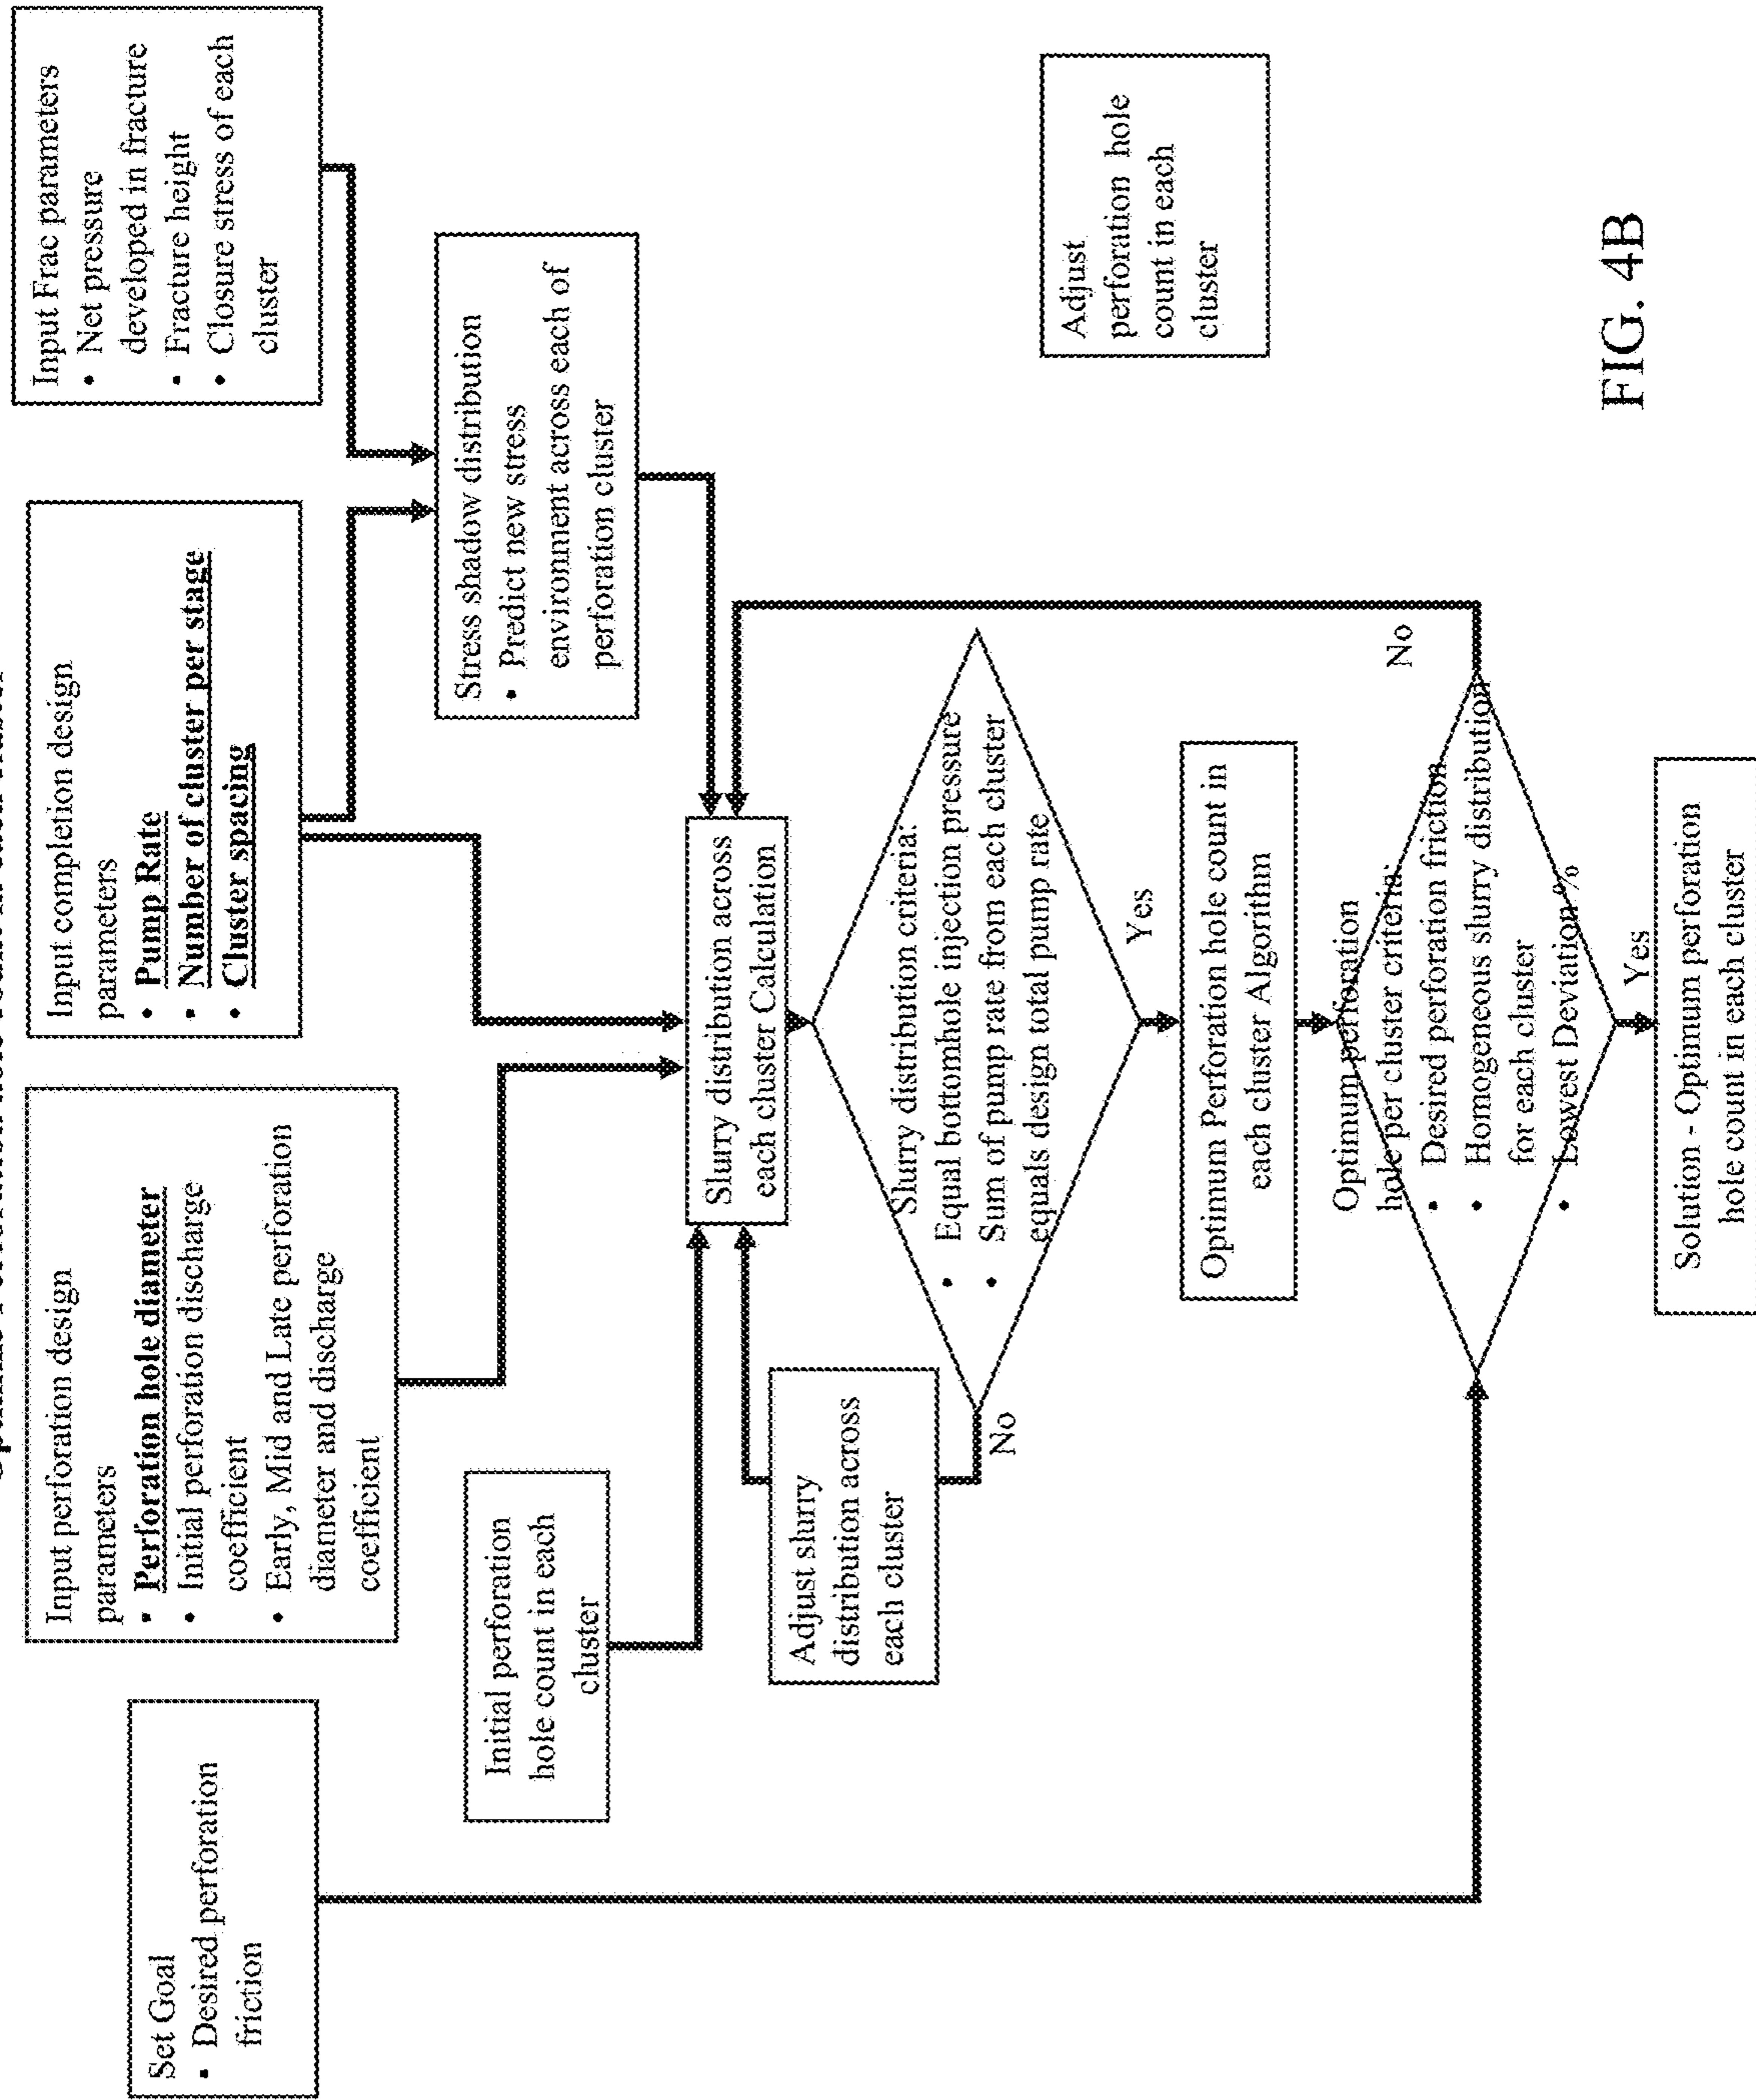 Optimize Perforation hole count in each cluster
Set Goal
• Desired perforation
friction
Input perforation design
parameters
• Perforation hole diameter
• Initial perforation discharge
coefficient
• Early, Mid and Late perforation
diameter and discharge
coefficient
Input completion design
parameters
• Pump Rate
• Number of cluster per stage
• Cluster spacing
Input Frac parameters
• Net pressure
developed in fracture
• Fracture height
• Closure stress of each
cluster
Initial perforation
hole count in each
cluster
Stress shadow distribution
• Predict new stress
environment across each of
perforation cluster
Slurry distribution across
each cluster Calculation
Adjust slurry
distribution across
each cluster
No
Slurry distribution criteria:
• Equal bottomhole injection pressure
• Sum of pump rate from each cluster
equals design total pump rate
Yes
Adjust
perforation hole
count in each
cluster
Optimum Perforation hole count in
each cluster Algorithm
Optimum perforation
hole per cluster criteria:
• Desired perforation friction
• Homogeneous slurry distribution
for each cluster
• Lowest Deviation %
No
Yes
Solution - Optimum perforation
hole count in each cluster
FIG. 4B